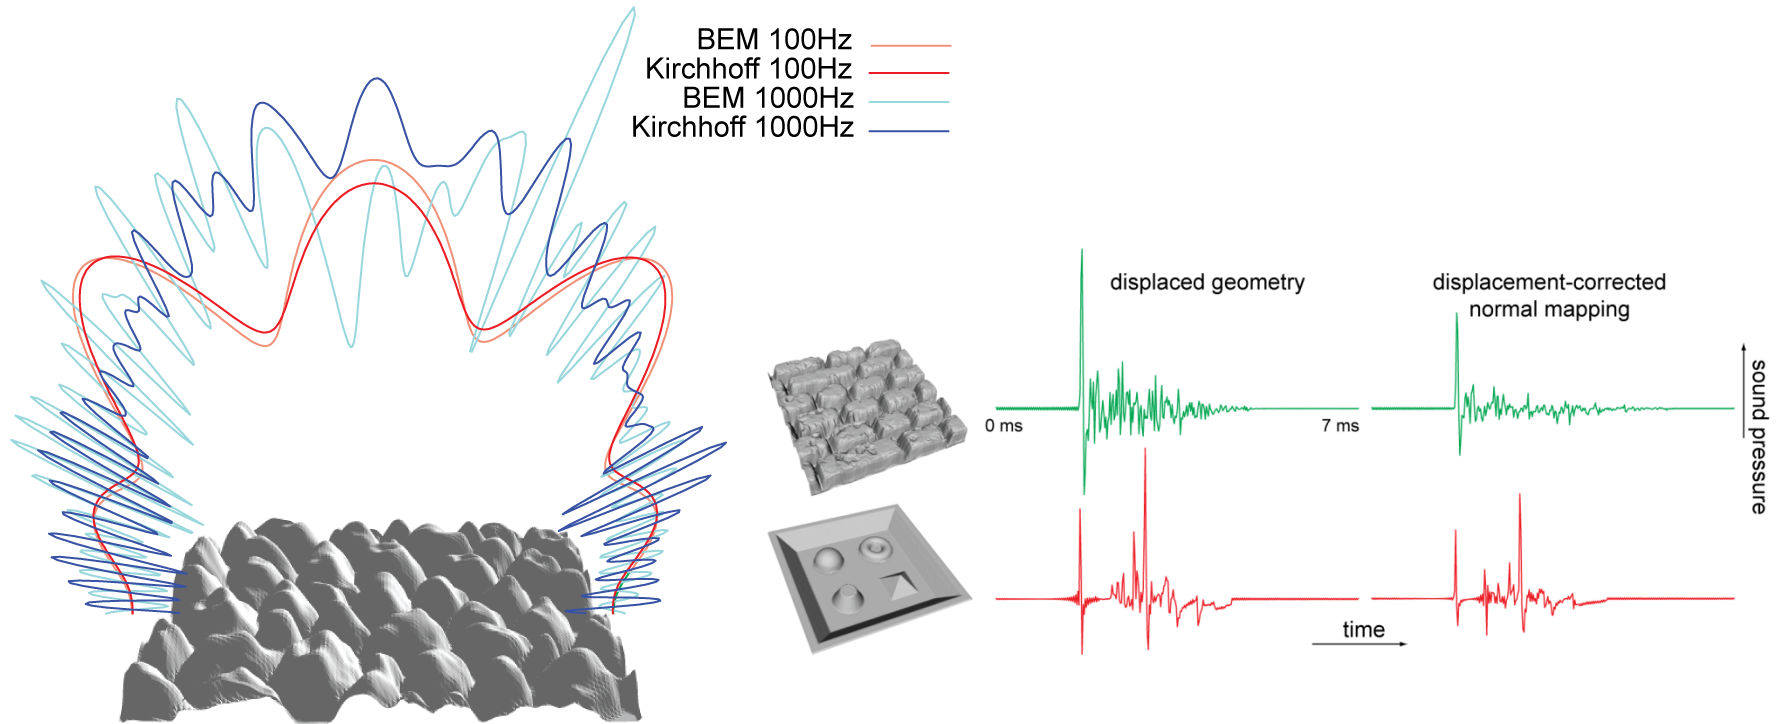 BEM 100Hz
Kirchhoff 100Hz
BEM 1000Hz
Kirchhoff 1000Hz
displaced geometry
displacement-corrected
normal mapping
0 ms
7 ms
sound pressure
time